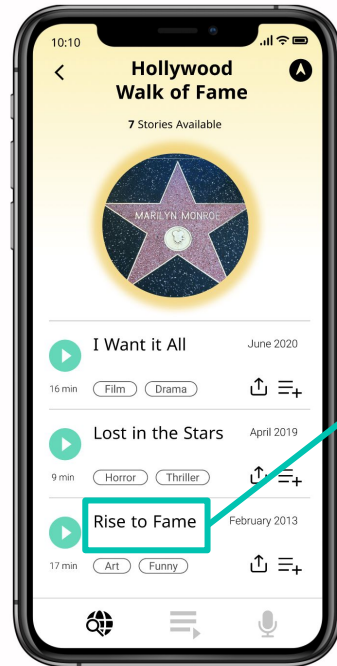 10:10
Hollywood
Walk of Fame
7 Stories Available
MARILYN MONROE
I Want it All
June 2020
16 min
Film
Drama
Lost in the Stars
April 2019
9 min
Horror
Thriller
Rise to Fame
February 2013
17 min
Art
Funny